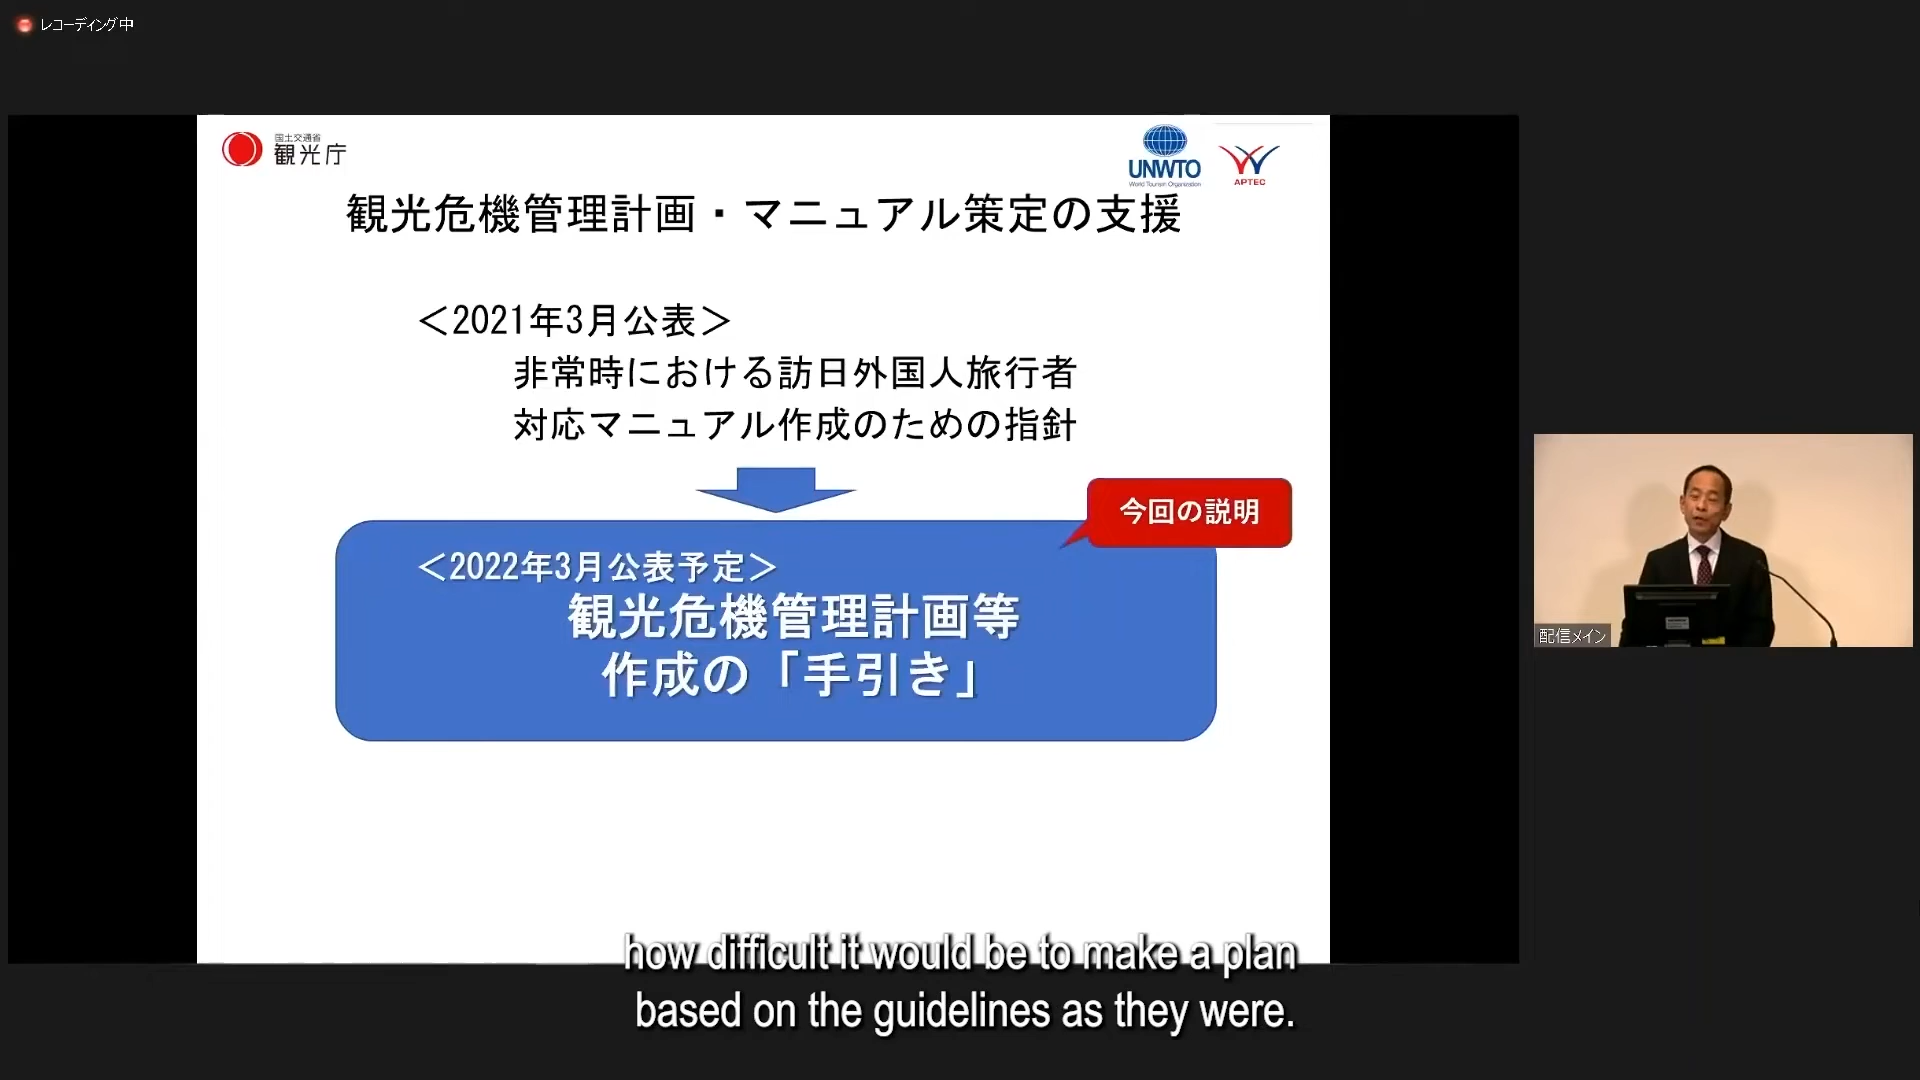 レコーディング中
国土交通省
観光庁
UNWTO
World Tourism Organization
APTEC
観光危機管理計画・マニュアル策定の支援
＜2021年3月公表＞
非常時における訪日外国人旅行者
対応マニュアル作成のための指針
今回の説明
＜2022年3月公表予定＞
観光危機管理計画等
作成の「手引き」
配信メイン
how difficult it would be to make a plan
based on the guidelines as they were.